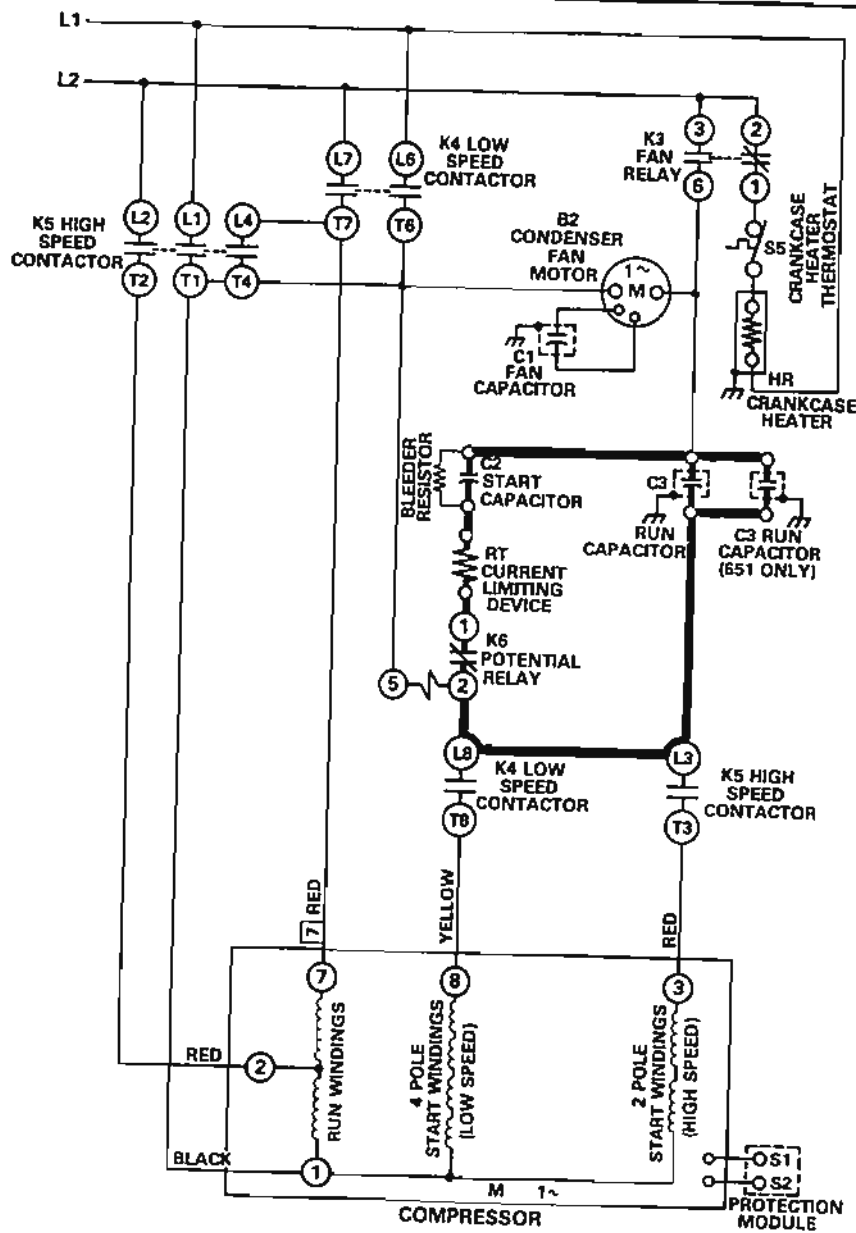 L1
L2
L7
L6
K4 LOW
SPEED
CONTACTOR
3
2
K3
FAN
RELAY
6
1
K5 HIGH
SPEED
CONTACTOR
L2
L1
L4
T7
T6
T2
T1
T4
B2
CONDENSER
FAN
MOTOR
1~
M
S5
CRANKCASE
HEATER
THERMOSTAT
C1
FAN
CAPACITOR
HR
CRANKCASE
HEATER
BLEEDER
RESISTOR
C2
START
CAPACITOR
C3
RUN
CAPACITOR
C3 RUN
CAPACITOR
(651 ONLY)
RT
CURRENT
LIMITING
DEVICE
1
K6
POTENTIAL
RELAY
5
2
L8
K4 LOW
SPEED
CONTACTOR
T8
L3
K5 HIGH
SPEED
CONTACTOR
T3
7
RED
YELLOW
RED
7
8
3
RED
2
RUN WINDINGS
4 POLE
START WINDINGS
(LOW SPEED)
2 POLE
START WINDINGS
(HIGH SPEED)
BLACK
1
M 1~
COMPRESSOR
S1
S2
PROTECTION
MODULE